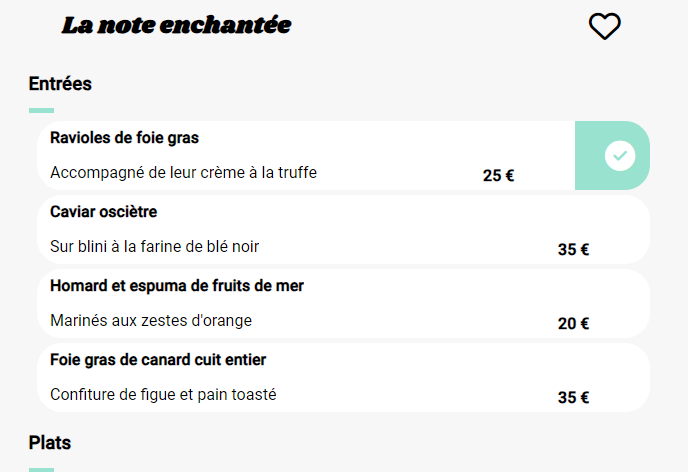 La note enchantée
Entrées
Ravioles de foie gras
Accompagné de leur crème à la truffe
25 €
Caviar osciètre
Sur blini à la farine de blé noir
35 €
Homard et espuma de fruits de mer
Marinés aux zestes d'orange
20 €
Foie gras de canard cuit entier
Confiture de figue et pain toasté
35 €
Plats